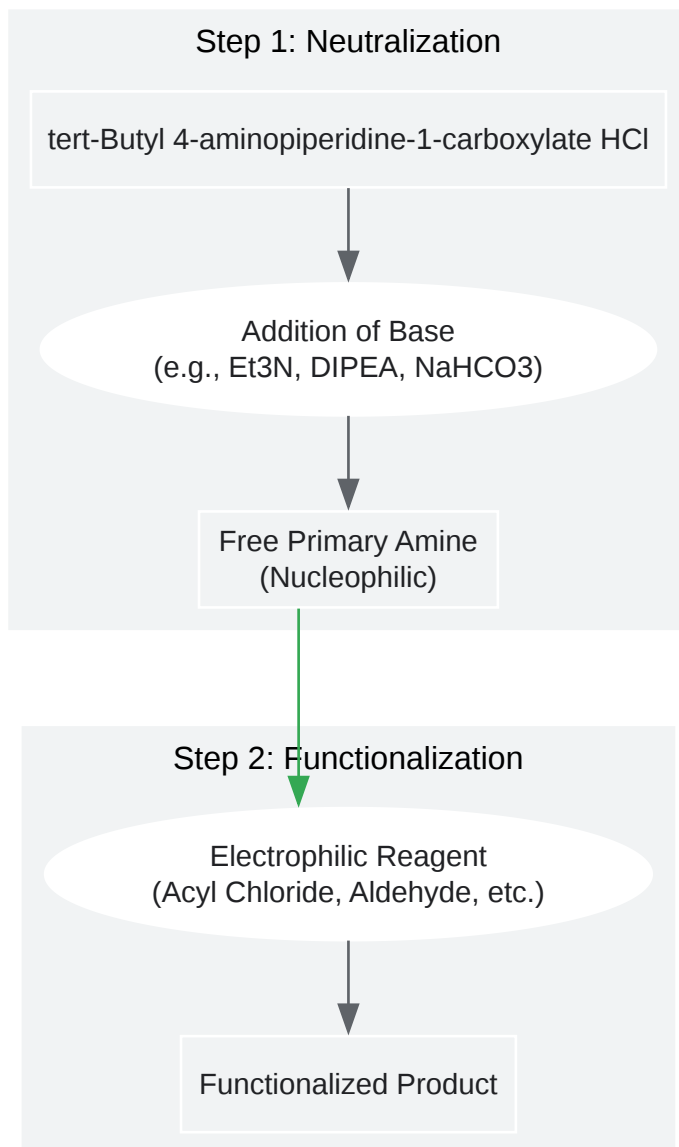 Step 1: Neutralization
tert-Butyl 4-aminopiperidine-1-carboxylate HCl
Addition of Base
(e.g., Et3N, DIPEA, NaHCO3)
Free Primary Amine
(Nucleophilic)
Step 2: Functionalization
Electrophilic Reagent
(Acyl Chloride, Aldehyde, etc.)
Functionalized Product